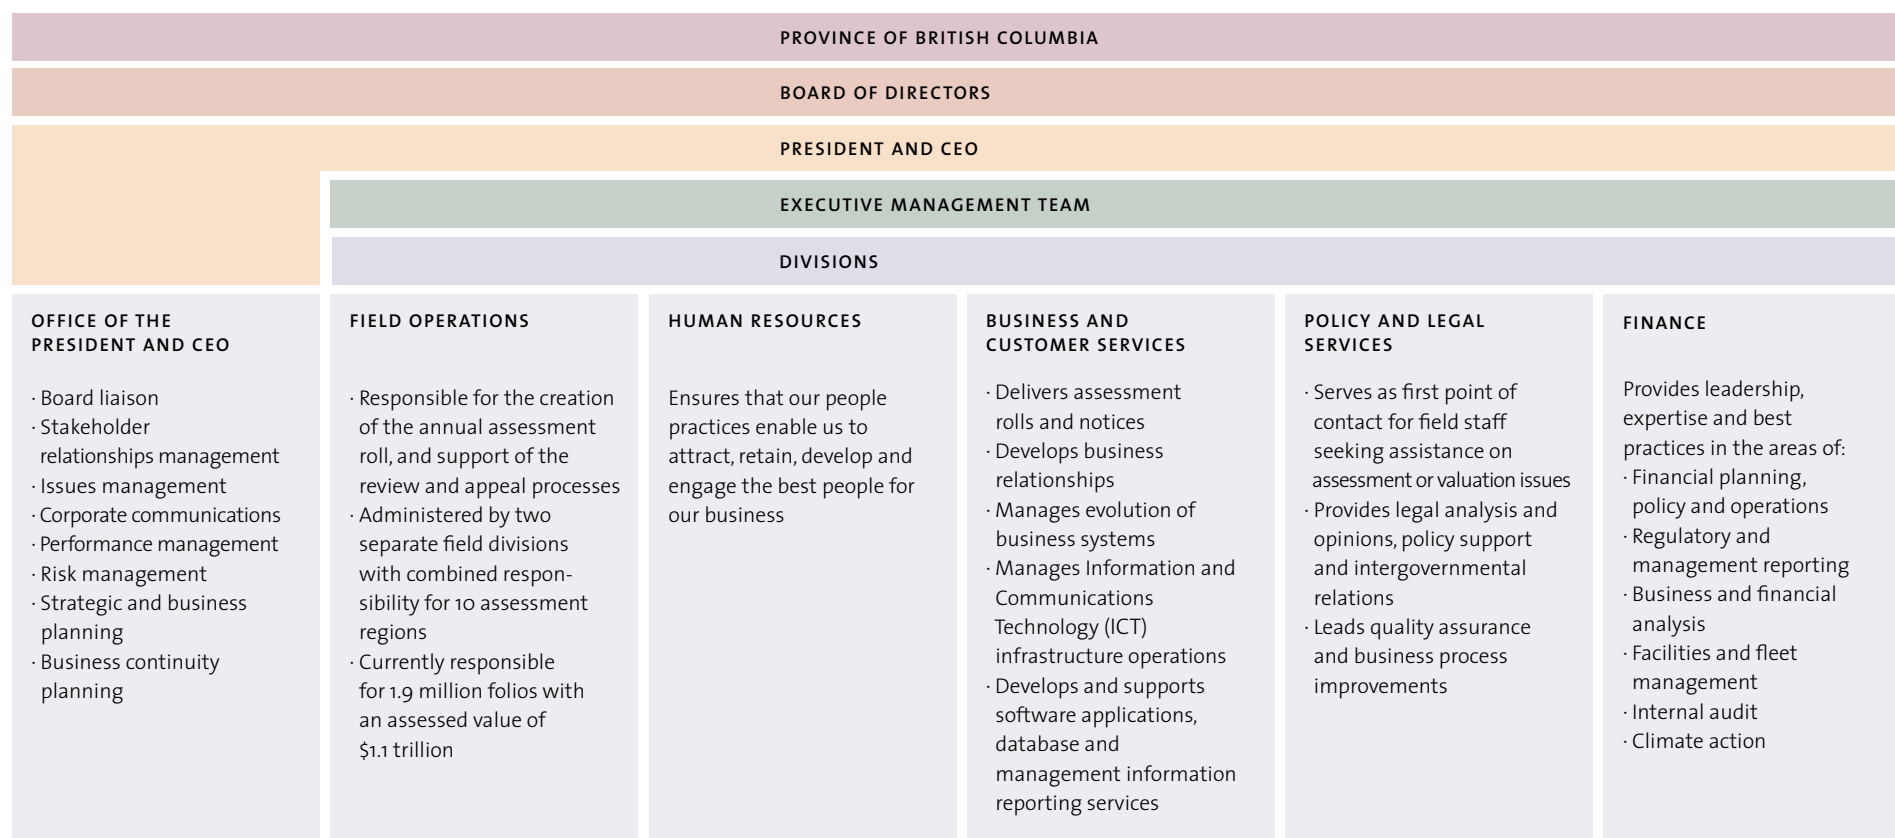 PROVINCE OF BRITISH COLUMBIA
BOARD OF DIRECTORS
PRESIDENT AND CEO
EXECUTIVE MANAGEMENT TEAM
DIVISIONS
OFFICE OF THE
PRESIDENT AND CEO
· Board liaison
· Stakeholder
relationships management
· Issues management
· Corporate communications
· Performance management
· Risk management
· Strategic and business
planning
· Business continuity
planning
FIELD OPERATIONS
· Responsible for the creation
of the annual assessment
roll, and support of the
review and appeal processes
· Administered by two
separate field divisions
with combined respon-
sibility for 10 assessment
regions
· Currently responsible
for 1.9 million folios with
an assessed value of
$1.1 trillion
HUMAN RESOURCES
Ensures that our people
practices enable us to
attract, retain, develop and
engage the best people for
our business
BUSINESS AND
CUSTOMER SERVICES
· Delivers assessment
rolls and notices
· Develops business
relationships
· Manages evolution of
business systems
· Manages Information and
Communications
Technology (ICT)
infrastructure operations
· Develops and supports
software applications,
database and
management information
reporting services
POLICY AND LEGAL
SERVICES
· Serves as first point of
contact for field staff
seeking assistance on
assessment or valuation issues
· Provides legal analysis and
opinions, policy support
and intergovernmental
relations
· Leads quality assurance
and business process
improvements
FINANCE
Provides leadership,
expertise and best
practices in the areas of:
· Financial planning,
policy and operations
· Regulatory and
management reporting
· Business and financial
analysis
· Facilities and fleet
management
· Internal audit
· Climate action